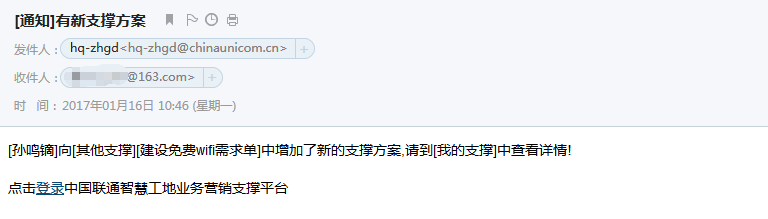 [通知]有新支撑方案
发件人：hq-zhgd<hq-zhgd@chinaunicom.cn>
收件人：@163.com>
时 间：2017年01月16日 10:46 (星期一)
[孙鸣镝]向[其他支撑][建设免费wifi需求单]中增加了新的支撑方案,请到[我的支撑]中查看详情!
点击登录中国联通智慧工地业务营销支撑平台